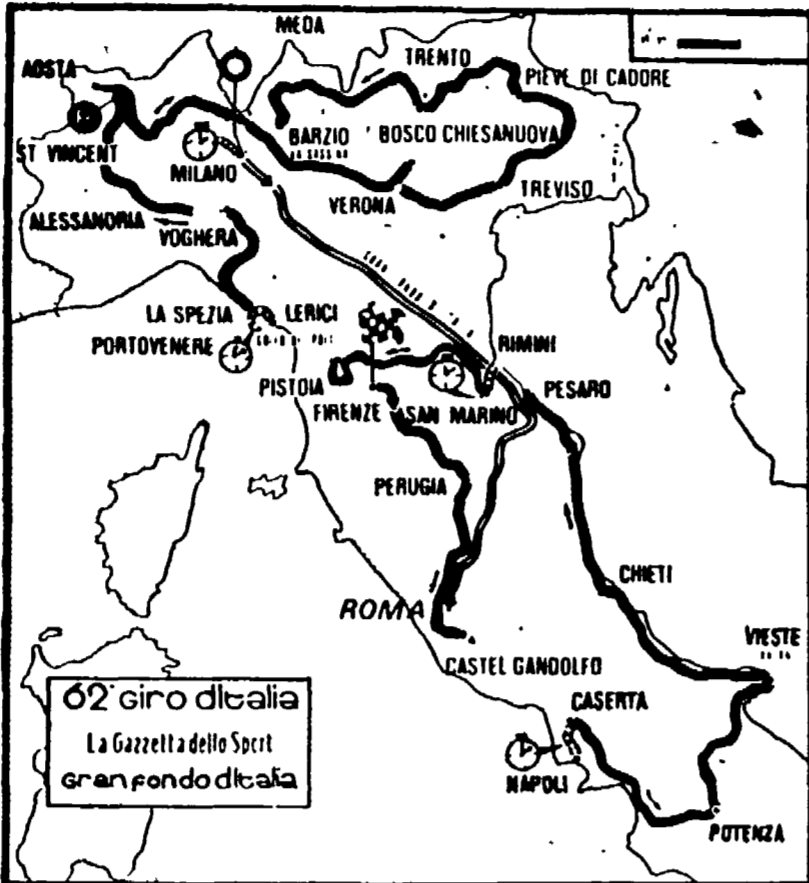 MEDA
AOSTA
TRENTO
PIEVE DI CADORE
ST VINCENT
BARZIO
BOSCO CHIESANUOVA
MILANO
VERONA
TREVISO
ALESSANDRIA
VOGHERA
LA SPEZIA
LERICI
PORTOVENERE
RIMINI
PISTOIA
PESARO
FIRENZE
SAN MARINO
PERUGIA
CHIETI
ROMA
VIESTE
CASTEL GANDOLFO
CASERTA
NAPOLI
POTENZA
62° Giro d'Italia
La Gazzetta dello Sport
Gran fondo d'Italia